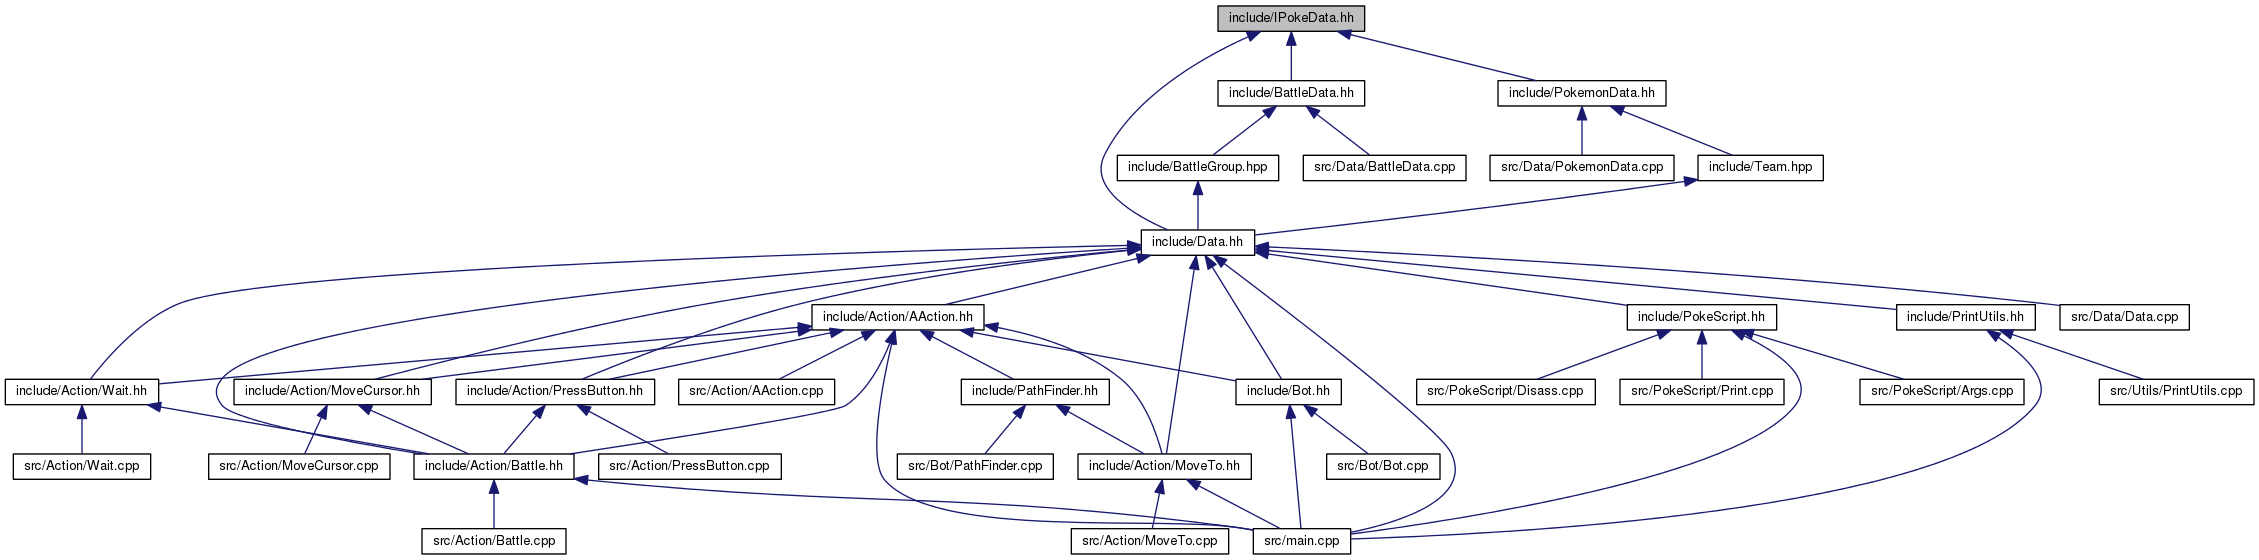 include/IPokeData.hh
include/BattleData.hh
include/PokemonData.hh
include/BattleGroup.hpp
src/Data/BattleData.cpp
src/Data/PokemonData.cpp
include/Team.hpp
include/Data.hh
include/Action/AAction.hh
include/PokeScript.hh
include/PrintUtils.hh
src/Data/Data.cpp
include/Action/Wait.hh
include/Action/MoveCursor.hh
include/Action/PressButton.hh
src/Action/AAction.cpp
include/PathFinder.hh
include/Bot.hh
src/PokeScript/Disass.cpp
src/PokeScript/Print.cpp
src/PokeScript/Args.cpp
src/Utils/PrintUtils.cpp
src/Action/Wait.cpp
src/Action/MoveCursor.cpp
include/Action/Battle.hh
src/Action/PressButton.cpp
src/Bot/PathFinder.cpp
include/Action/MoveTo.hh
src/Bot/Bot.cpp
src/Action/Battle.cpp
src/Action/MoveTo.cpp
src/main.cpp